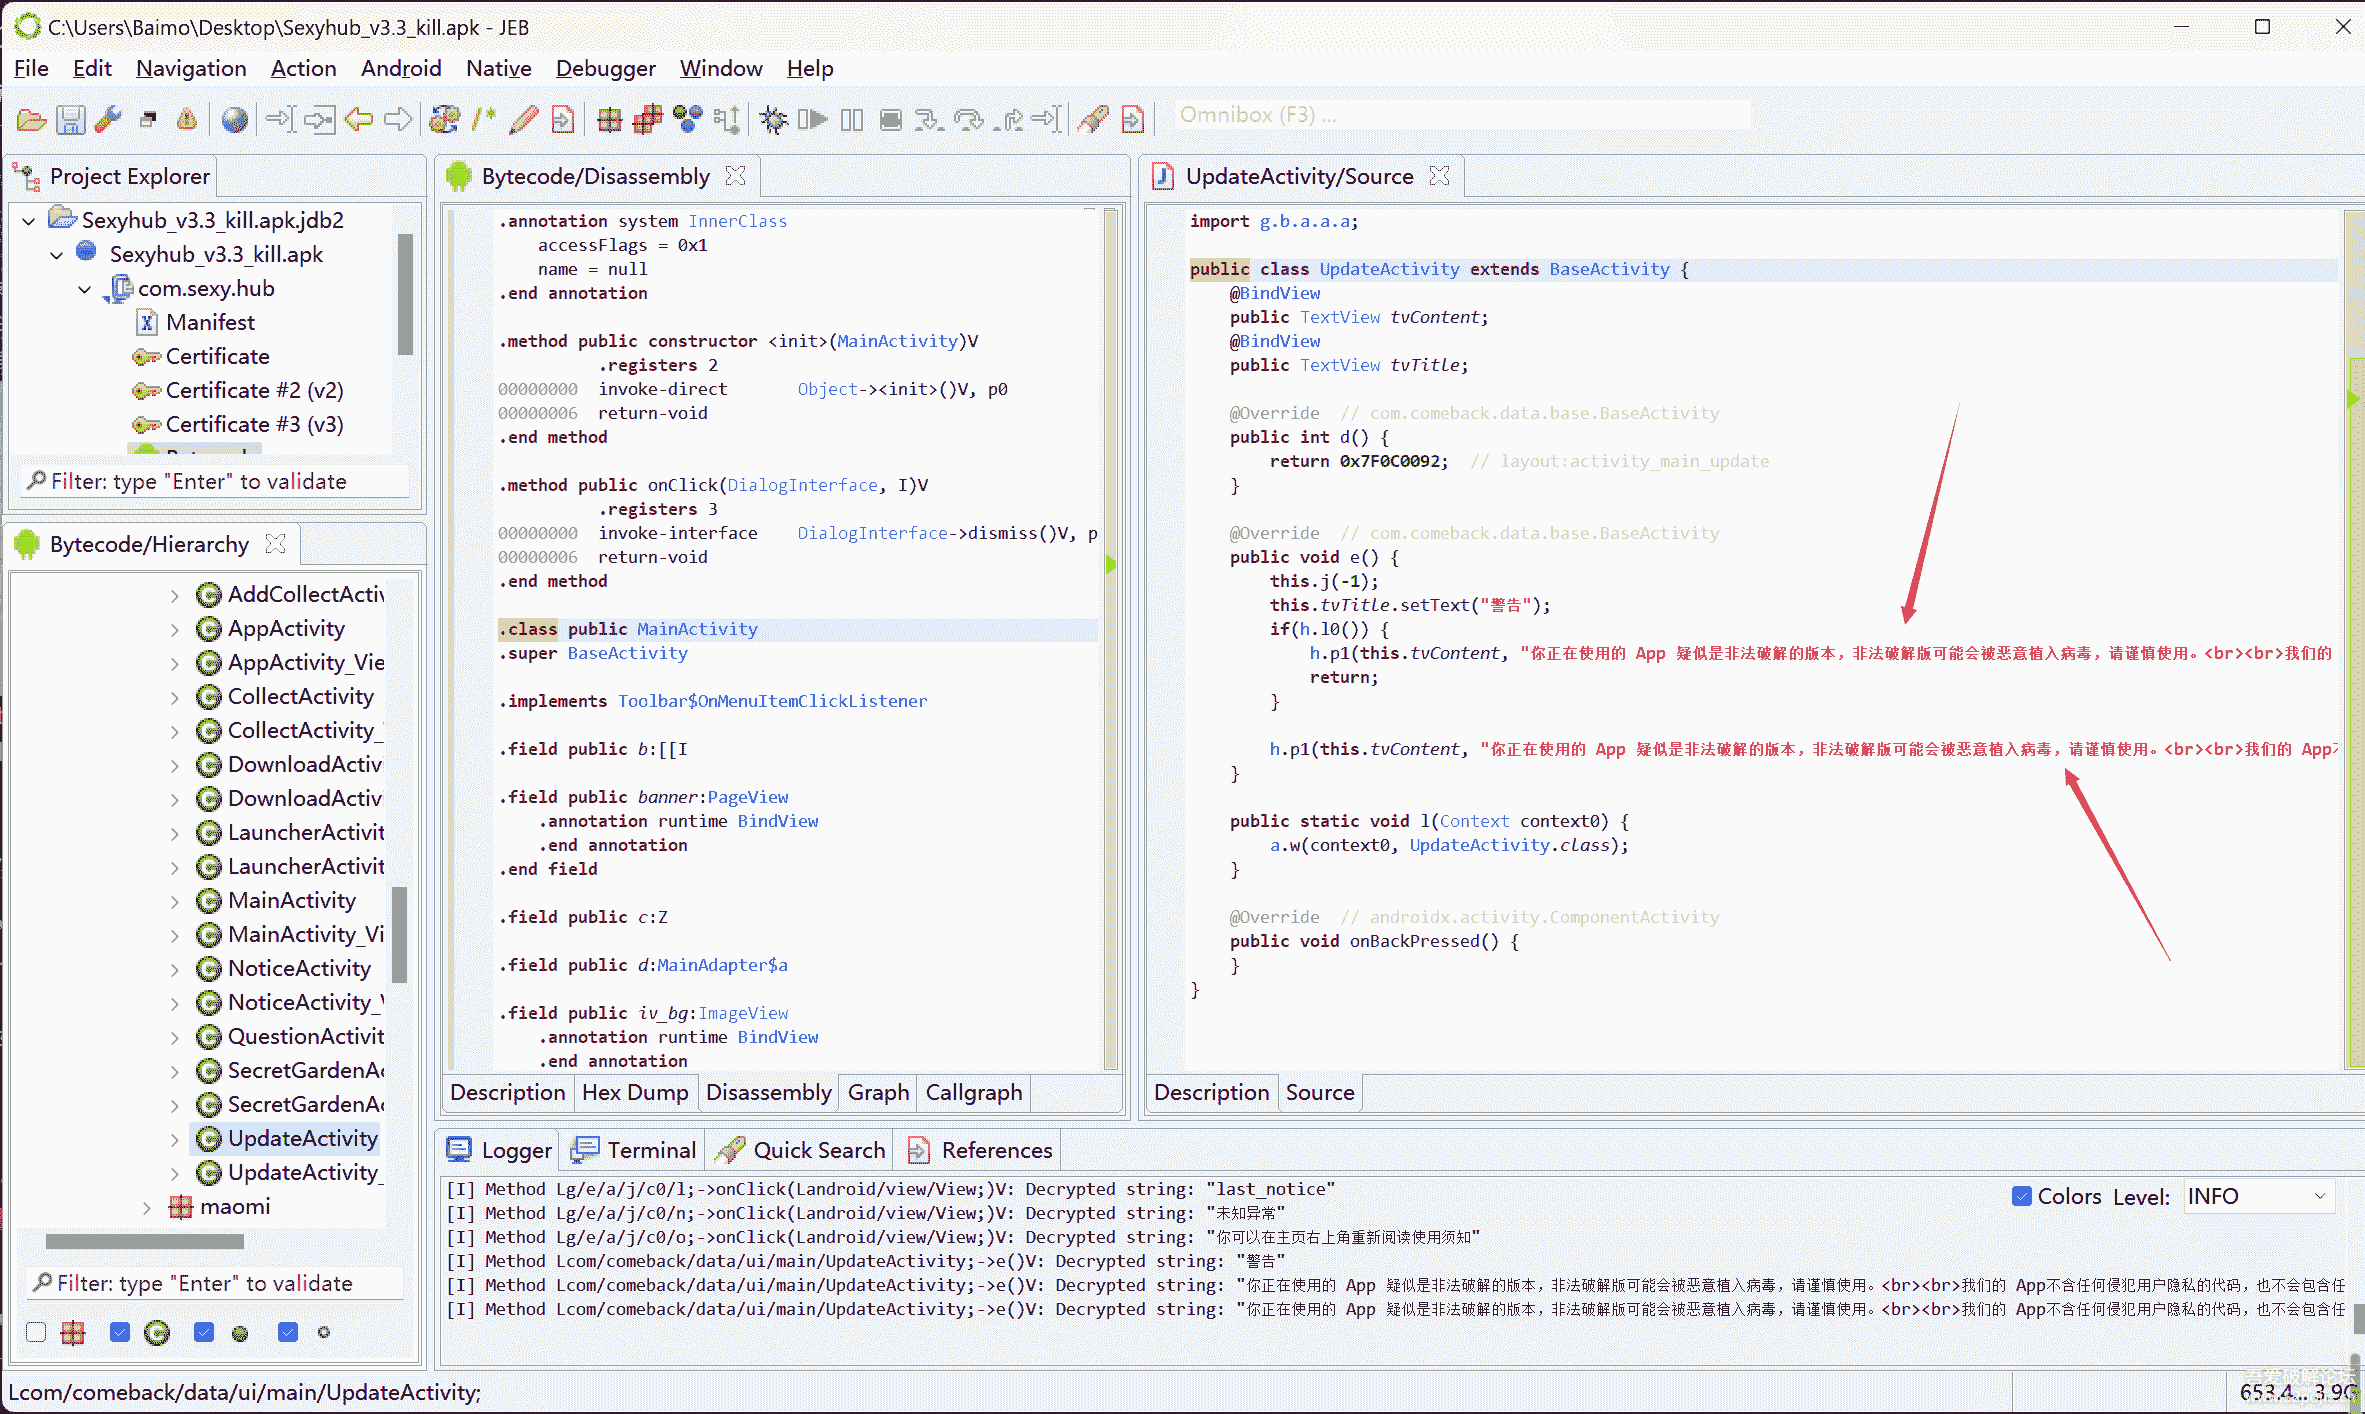 C:\Users\Baimo\Desktop\Sexyhub_v3.3_kill.apk - JEB
File Edit Navigation Action Android Native Debugger Window Help
Omnibox (F3) ...
Project Explorer
Sexyhub_v3.3_kill.apk.jdb2
Sexyhub_v3.3_kill.apk
com.sexy.hub
Manifest
Certificate
Certificate #2 (v2)
Certificate #3 (v3)
Filter: type "Enter" to validate
Bytecode/Hierarchy
AddCollectActiv
AppActivity
AppActivity_Vie
CollectActivity
CollectActivity_
DownloadActiv
DownloadActiv
LauncherActivit
LauncherActivit
MainActivity
MainActivity_Vi
NoticeActivity
NoticeActivity_V
QuestionActivit
SecretGardenAc
SecretGardenAc
UpdateActivity
UpdateActivity_
maomi
Filter: type "Enter" to validate
Bytecode/Disassembly
.annotation system InnerClass
accessFlags = 0x1
name = null
.end annotation
.method public constructor <init>(MainActivity)V
.registers 2
00000000 invoke-direct Object-><init>()V, p0
00000006 return-void
.end method
.method public onClick(DialogInterface, I)V
.registers 3
00000000 invoke-interface DialogInterface->dismiss()V, p
00000006 return-void
.end method
.class public MainActivity
.super BaseActivity
.implements Toolbar$OnMenuItemClickListener
.field public b:[[I
.field public banner:PageView
.annotation runtime BindView
.end annotation
.end field
.field public c:Z
.field public d:MainAdapter$a
.field public iv_bg:ImageView
.annotation runtime BindView
.end annotation
Description Hex Dump Disassembly Graph Callgraph
UpdateActivity/Source
import g.b.a.a.a;
public class UpdateActivity extends BaseActivity {
@BindView
public TextView tvContent;
@BindView
public TextView tvTitle;
@Override // com.comeback.data.base.BaseActivity
public int d() {
return 0x7F0C0092; // layout:activity_main_update
}
@Override // com.comeback.data.base.BaseActivity
public void e() {
this.j(-1);
this.tvTitle.setText("警告");
if(h.l0()) {
h.p1(this.tvContent, "你正在使用的 App 疑似是非法破解的版本，非法破解版可能会被恶意植入病毒，请谨慎使用。<br><br>我们的
return;
}
h.p1(this.tvContent, "你正在使用的 App 疑似是非法破解的版本，非法破解版可能会被恶意植入病毒，请谨慎使用。<br><br>我们的 App不
}
public static void l(Context context0) {
a.w(context0, UpdateActivity.class);
}
@Override // androidx.activity.ComponentActivity
public void onBackPressed() {
}
}
Description Source
Logger Terminal Quick Search References
[I] Method Lg/e/a/j/c0/l;->onClick(Landroid/view/View;)V: Decrypted string: "last_notice"
[I] Method Lg/e/a/j/c0/n;->onClick(Landroid/view/View;)V: Decrypted string: "未知异常"
[I] Method Lg/e/a/j/c0/o;->onClick(Landroid/view/View;)V: Decrypted string: "你可以在主页右上角重新阅读使用须知"
[I] Method Lcom/comeback/data/ui/main/UpdateActivity;->e()V: Decrypted string: "警告"
[I] Method Lcom/comeback/data/ui/main/UpdateActivity;->e()V: Decrypted string: "你正在使用的 App 疑似是非法破解的版本，非法破解版可能会被恶意植入病毒，请谨慎使用。<br><br>我们的 App不含任何侵犯用户隐私的代码，也不会包含任
[I] Method Lcom/comeback/data/ui/main/UpdateActivity;->e()V: Decrypted string: "你正在使用的 App 疑似是非法破解的版本，非法破解版可能会被恶意植入病毒，请谨慎使用。<br><br>我们的 App不含任何侵犯用户隐私的代码，也不会包含任
Colors Level: INFO
Lcom/comeback/data/ui/main/UpdateActivity;
653.4... 3.9G
吾爱破解论坛